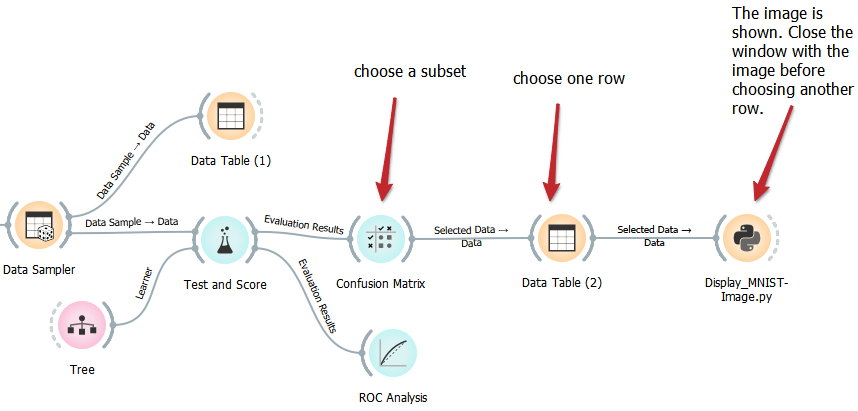 The image is
shown. Close the
window with the
image before
choosing another
row.
choose a subset
choose one row
Data Sample → Data
Data Table (1)
Data Sample → Data
Evaluation Results
Selected Data →
Data
Selected Data →
Data
Data Sampler
Learner
Test and Score
Evaluation Results
Confusion Matrix
Data Table (2)
Display_MNIST-
Image.py
Tree
ROC Analysis